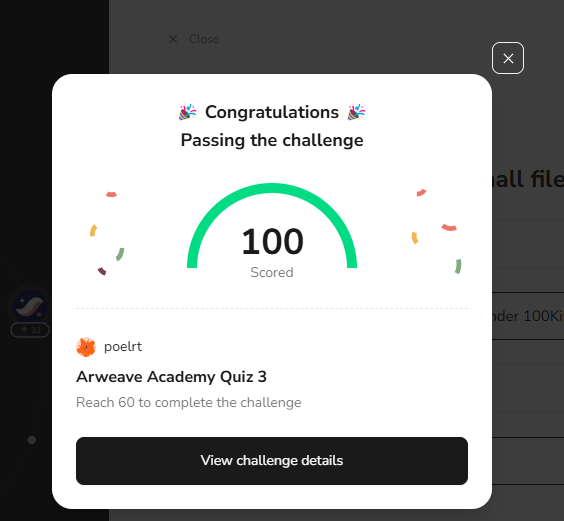 Close
Congratulations
Passing the challenge
all file
100
Scored
32
nder 100Ki
poelrt
Arweave Academy Quiz 3
Reach 60 to complete the challenge
View challenge details